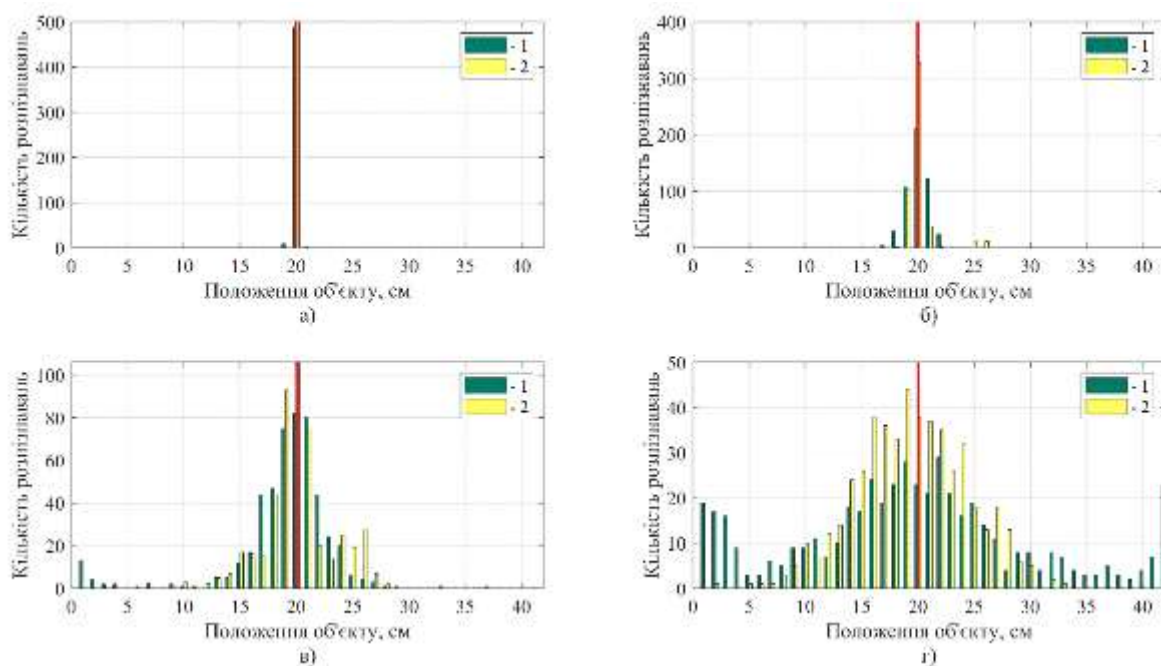 500
400
300
200
100
0
0 5 10 15 20 25 30 35 40
Кількість розпізнавань
Положення об'єкту, см
- 1
- 2
а)
400
300
200
100
0
0 5 10 15 20 25 30 35 40
Кількість розпізнавань
Положення об'єкту, см
- 1
- 2
б)
100
80
60
40
20
0
0 5 10 15 20 25 30 35 40
Кількість розпізнавань
Положення об'єкту, см
- 1
- 2
в)
50
40
30
20
10
0
0 5 10 15 20 25 30 35 40
Кількість розпізнавань
Положення об'єкту, см
- 1
- 2
г)